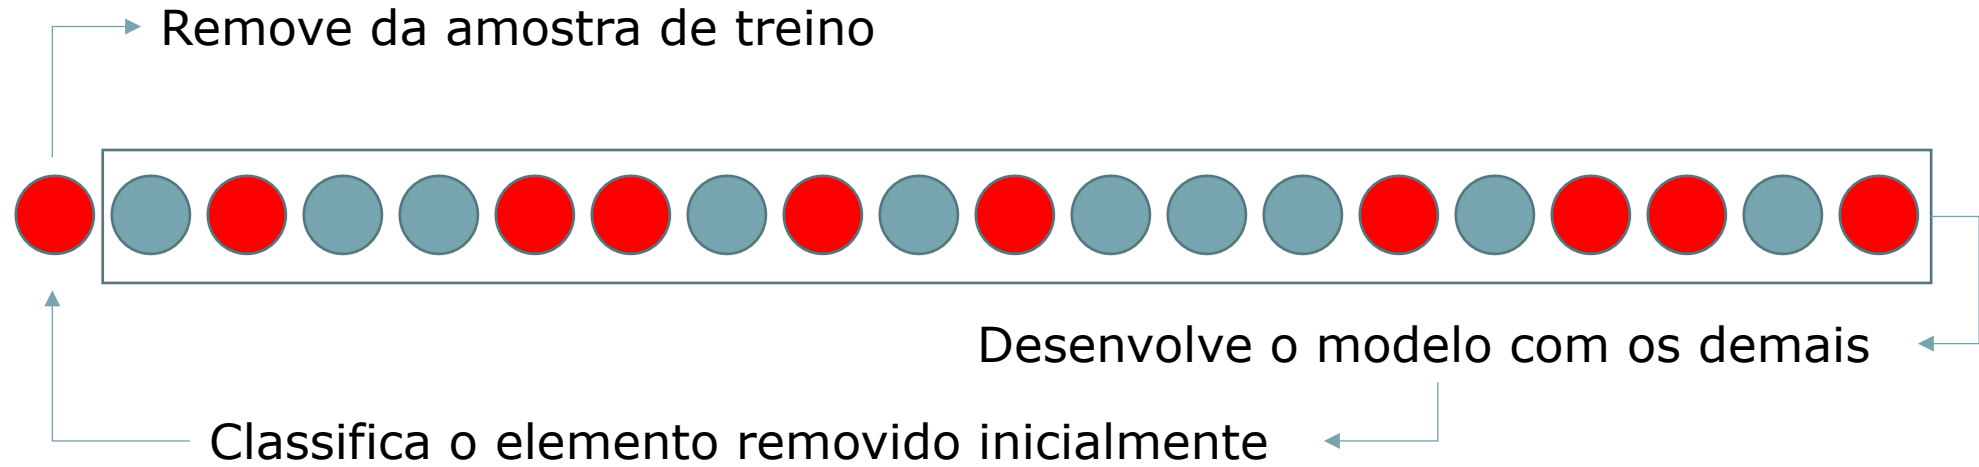 Remove da amostra de treino
Desenvolve o modelo com os demais
Classifica o elemento removido inicialmente